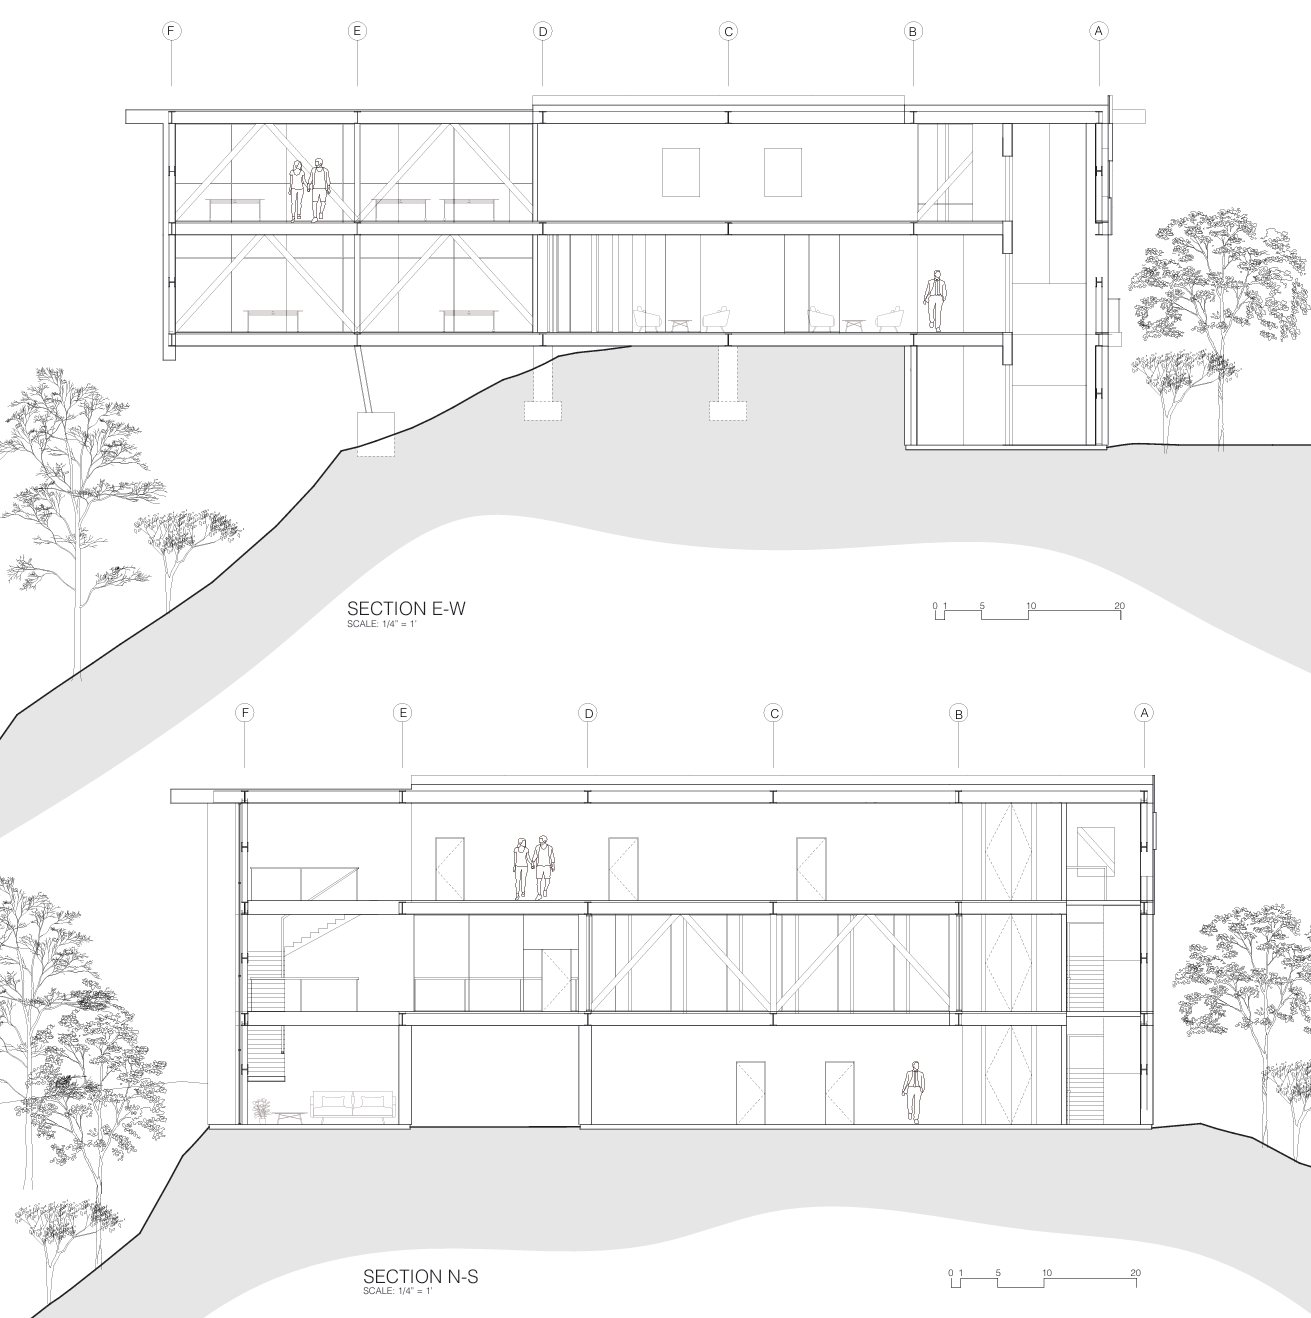 F E D C B A
SECTION E-W
SCALE: 1/4" = 1'
0 1 5 10 20
F E D C B A
SECTION N-S
SCALE: 1/4" = 1'
0 1 5 10 20